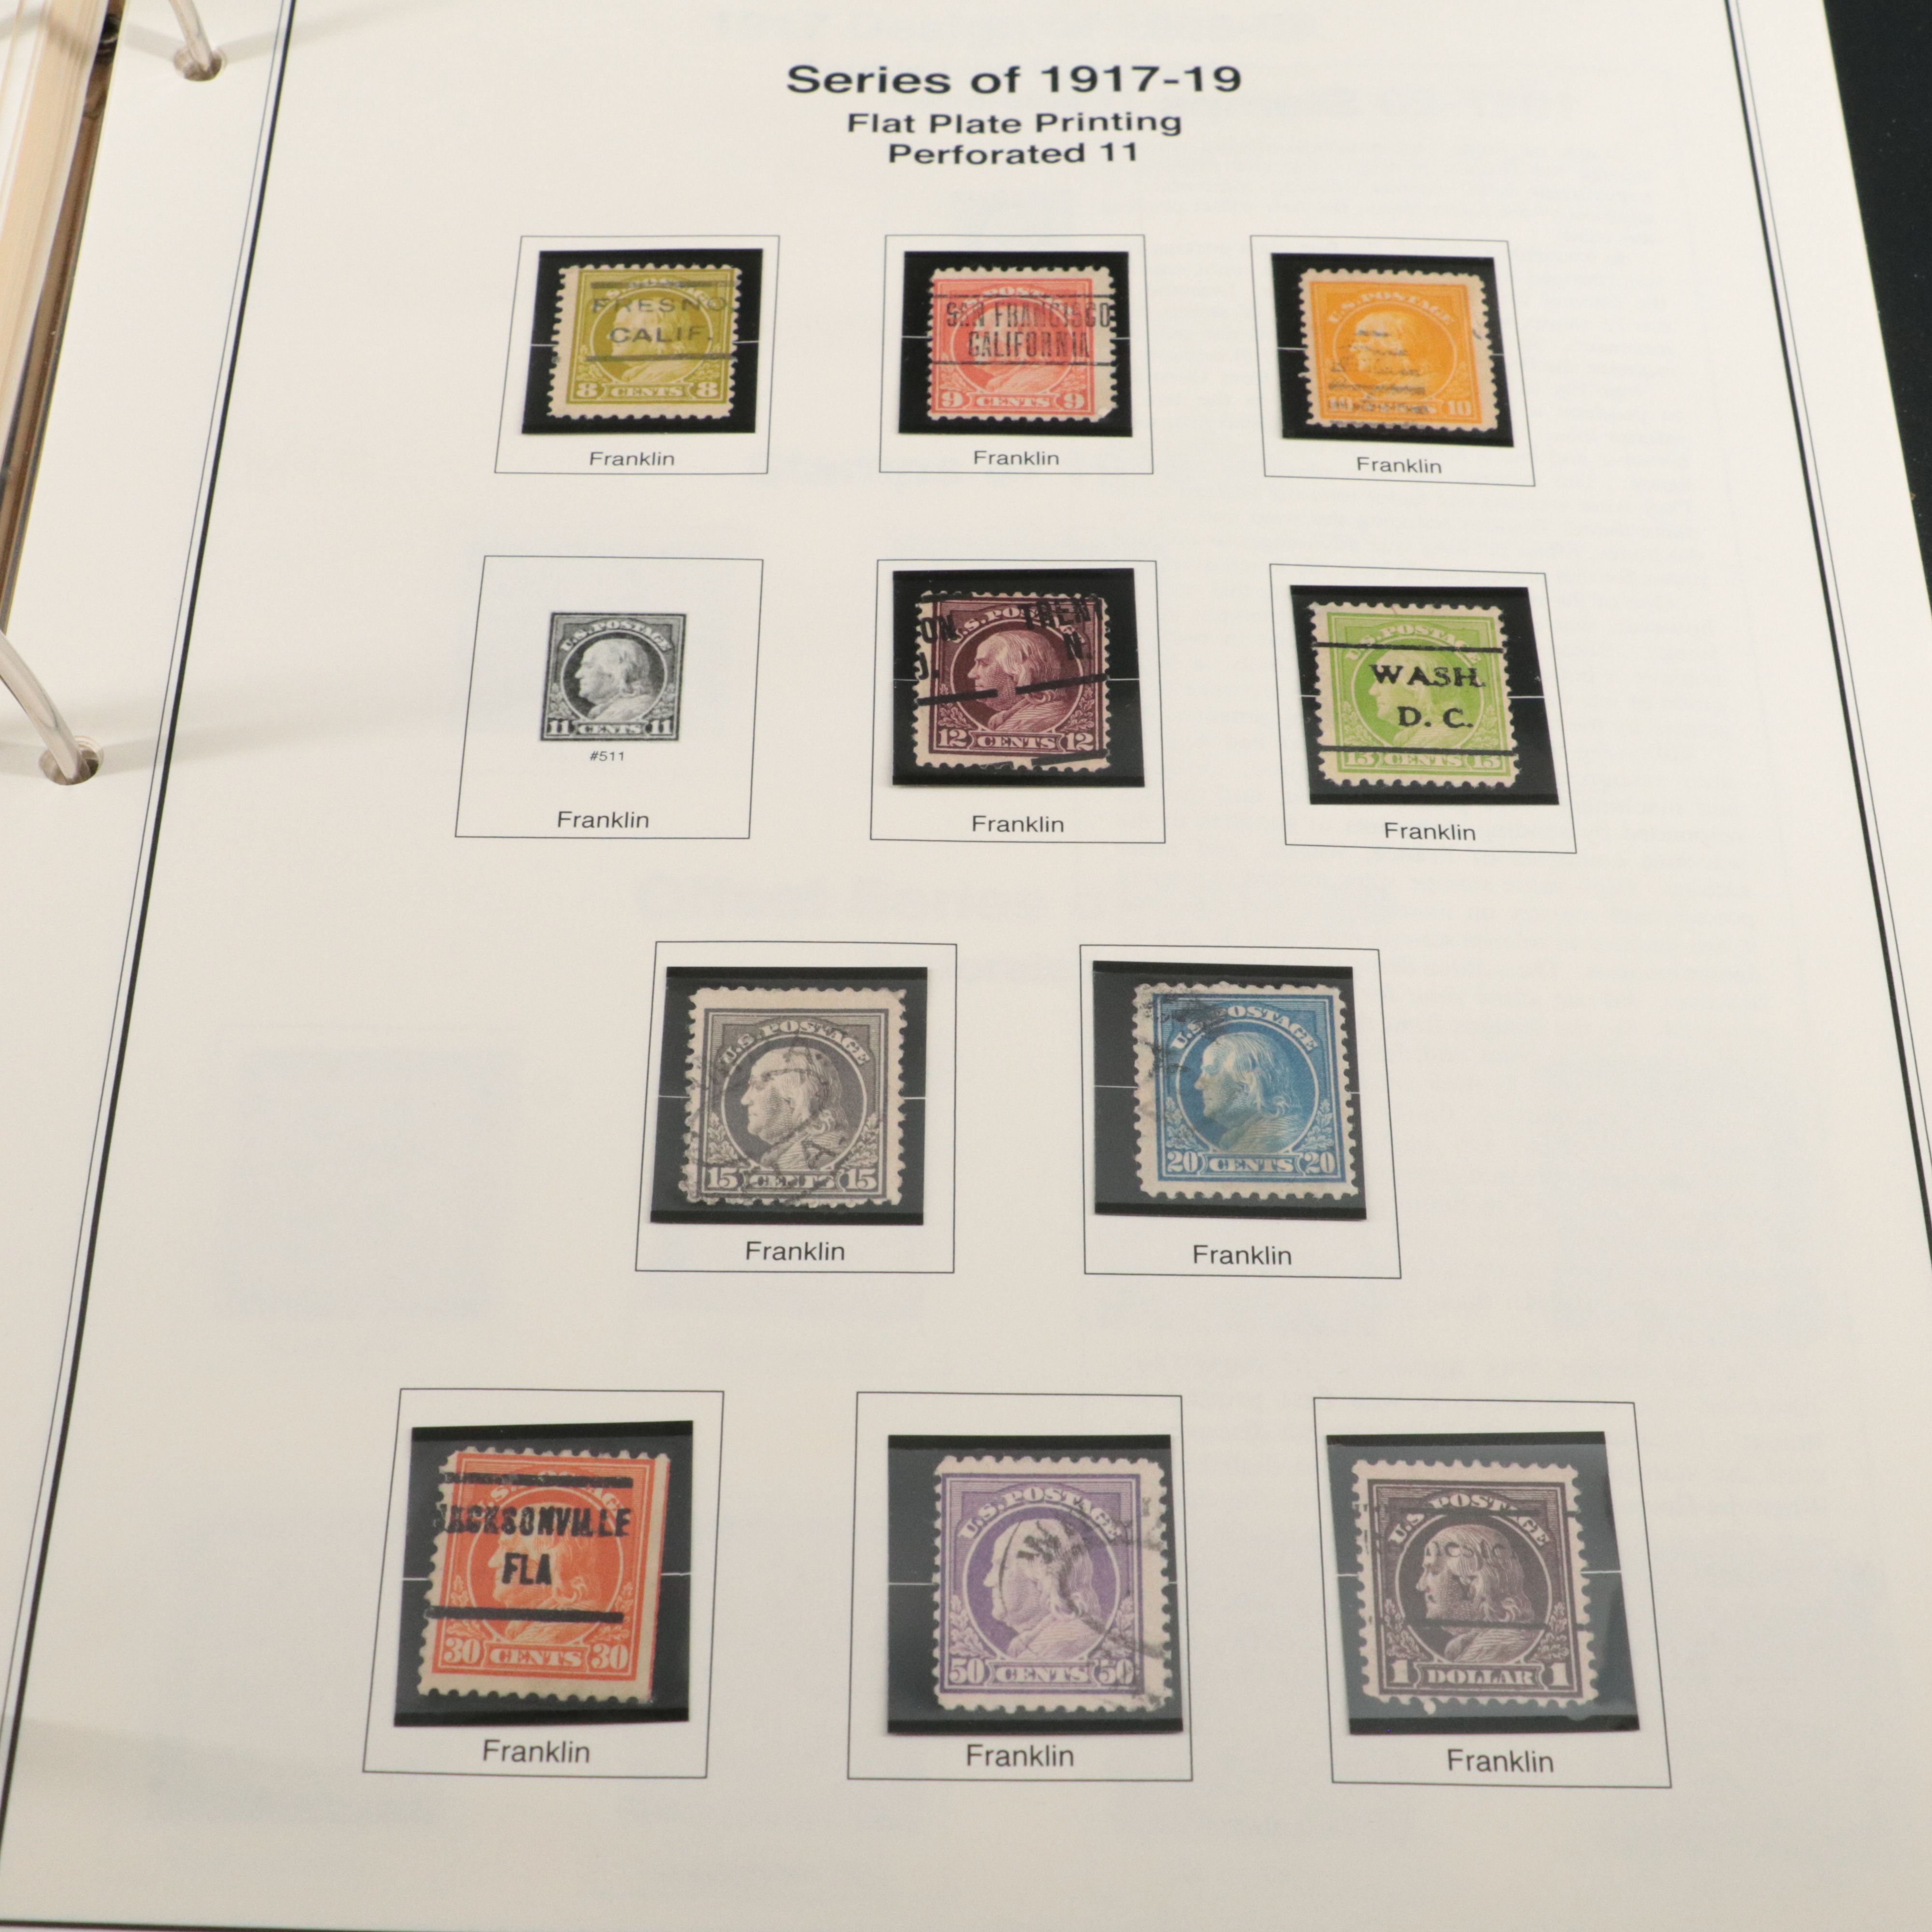 Series of 1917-19
Flat Plate Printing
Perforated 11
FRESNO
CALIF.
8 CENTS 8
Franklin
SAN FRANCISCO
CALIFORNIA
9 CENTS 9
Franklin
U.S. POSTAGE
10
Franklin
U.S. POSTAGE
11 CENTS 11
#511
Franklin
U.S. POSTAGE
12 CENTS 12
Franklin
U.S. POSTAGE
WASH.
D. C.
CENTS
Franklin
U.S. POSTAGE
15 CENTS 15
Franklin
U.S. POSTAGE
20 CENTS 20
Franklin
JACKSONVILLE
FLA
30 CENTS 30
Franklin
U.S. POSTAGE
50 CENTS 50
Franklin
U.S. POSTAGE
1 DOLLAR 1
Franklin